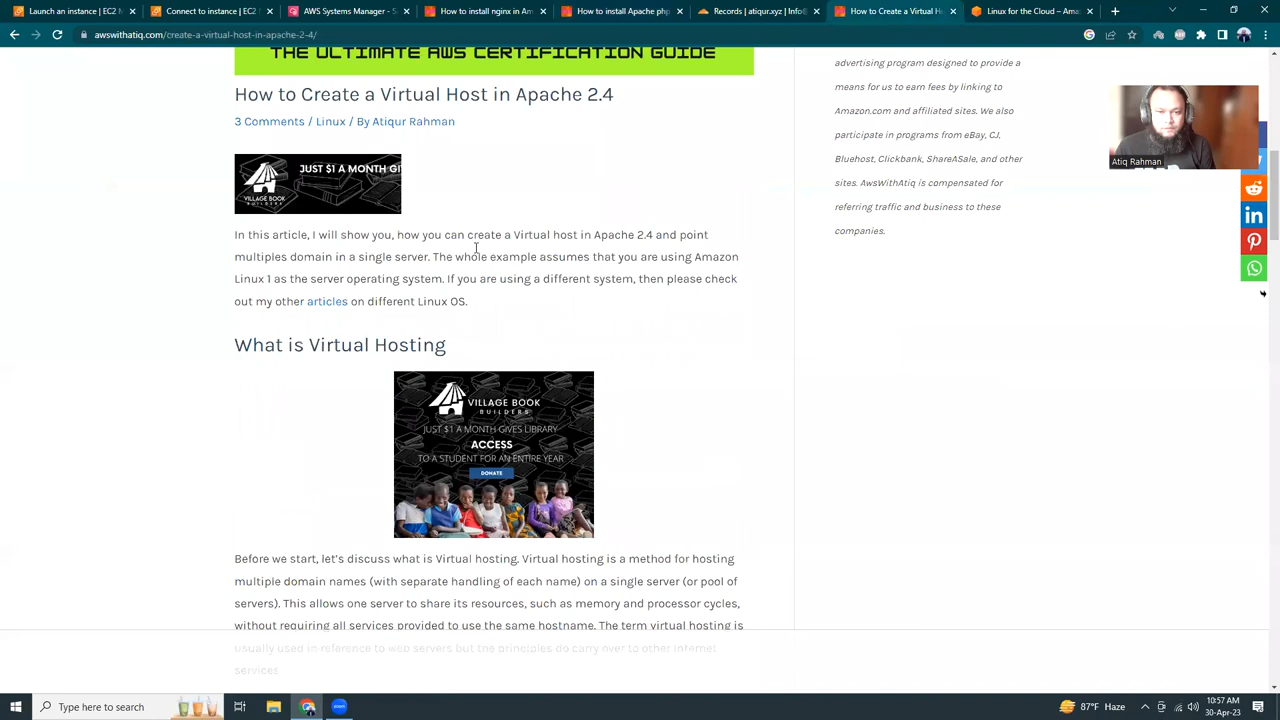 Launch an instance | EC2
Connect to instance | EC2 M
AWS Dynamic Manuals - S
How to Install LAMP on A
How to Install Apache php
Records | atiqur.xyz | InfoS
How to Create a Virtual H
Linux for the Cloud – Ama
awswithatiq.com/create-a-virtual-host-in-apache-2-4/
THE ULTIMATE AWS CERTIFICATION GUIDE
How to Create a Virtual Host in Apache 2.4
3 Comments / Linux / By Atiqur Rahman
JUST $1 A MONTH GI
VILLAGE BOOK
BUILDERS
In this article, I will show you, how you can create a Virtual host in Apache 2.4 and point
multiples domain in a single server. The whole example assumes that you are using Amazon
Linux 1 as the server operating system. If you are using a different system, then please check
out my other articles on different Linux OS.
What is Virtual Hosting
VILLAGE BOOK
BUILDERS
JUST $1 A MONTH GIVES LIBRARY
ACCESS
TO A STUDENT FOR AN ENTIRE YEAR
DONATE
Before we start, let's discuss what is Virtual hosting. Virtual hosting is a method for hosting
multiple domain names (with separate handling of each name) on a single server (or pool of
servers). This allows one server to share its resources, such as memory and processor cycles,
without requiring all services provided to use the same hostname. The term virtual hosting is
usually used in reference to web servers but the principles do carry over to other Internet
services.
advertising program designed to provide a
means for us to earn fees by linking to
Amazon.com and affiliated sites. We also
participate in programs from eBay, CJ,
Bluehost, Clickbank, ShareASale, and other
sites. AwsWithAtiq is compensated for
referring traffic and business to these
companies.
Atiq Rahman
Type here to search
87°F Haze
10:57 AM
30-Apr-23